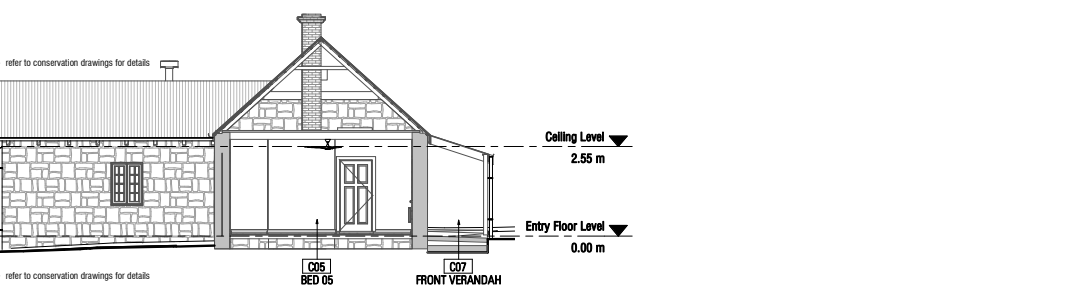 refer to conservation drawings for details
Ceiling Level
2.55 m
Entry Floor Level
0.00 m
C05
BED 05
C07
FRONT VERANDAH
refer to conservation drawings for details